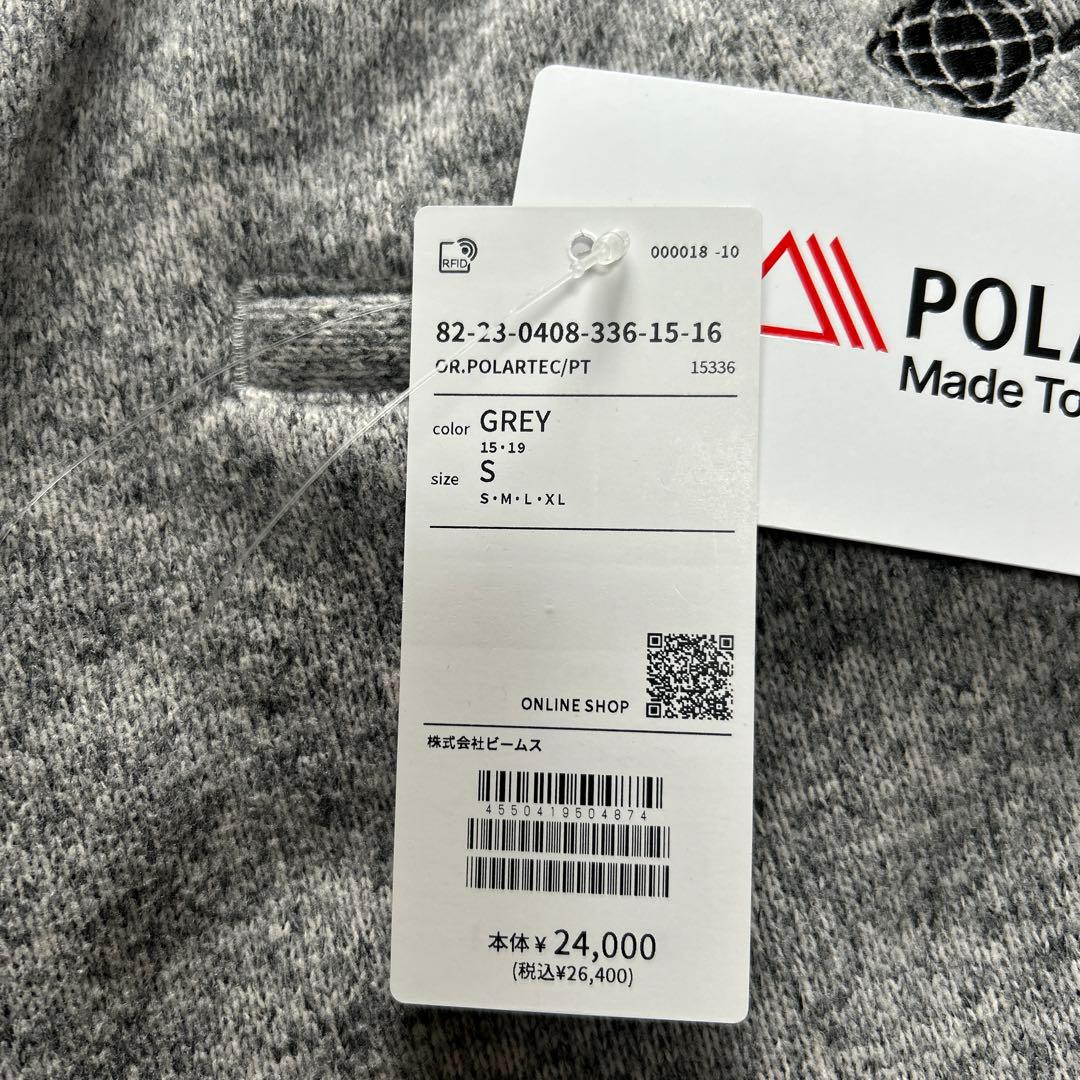 RFID
000018 -10
82-23-0408-336-15-16
OR.POLARTEC/PT 15336
color GREY
15・19
size S
S・M・L・XL
ONLINE SHOP
株式会社ビームス
4550419504874
本体¥24,000
(税込¥26,400)
Made To